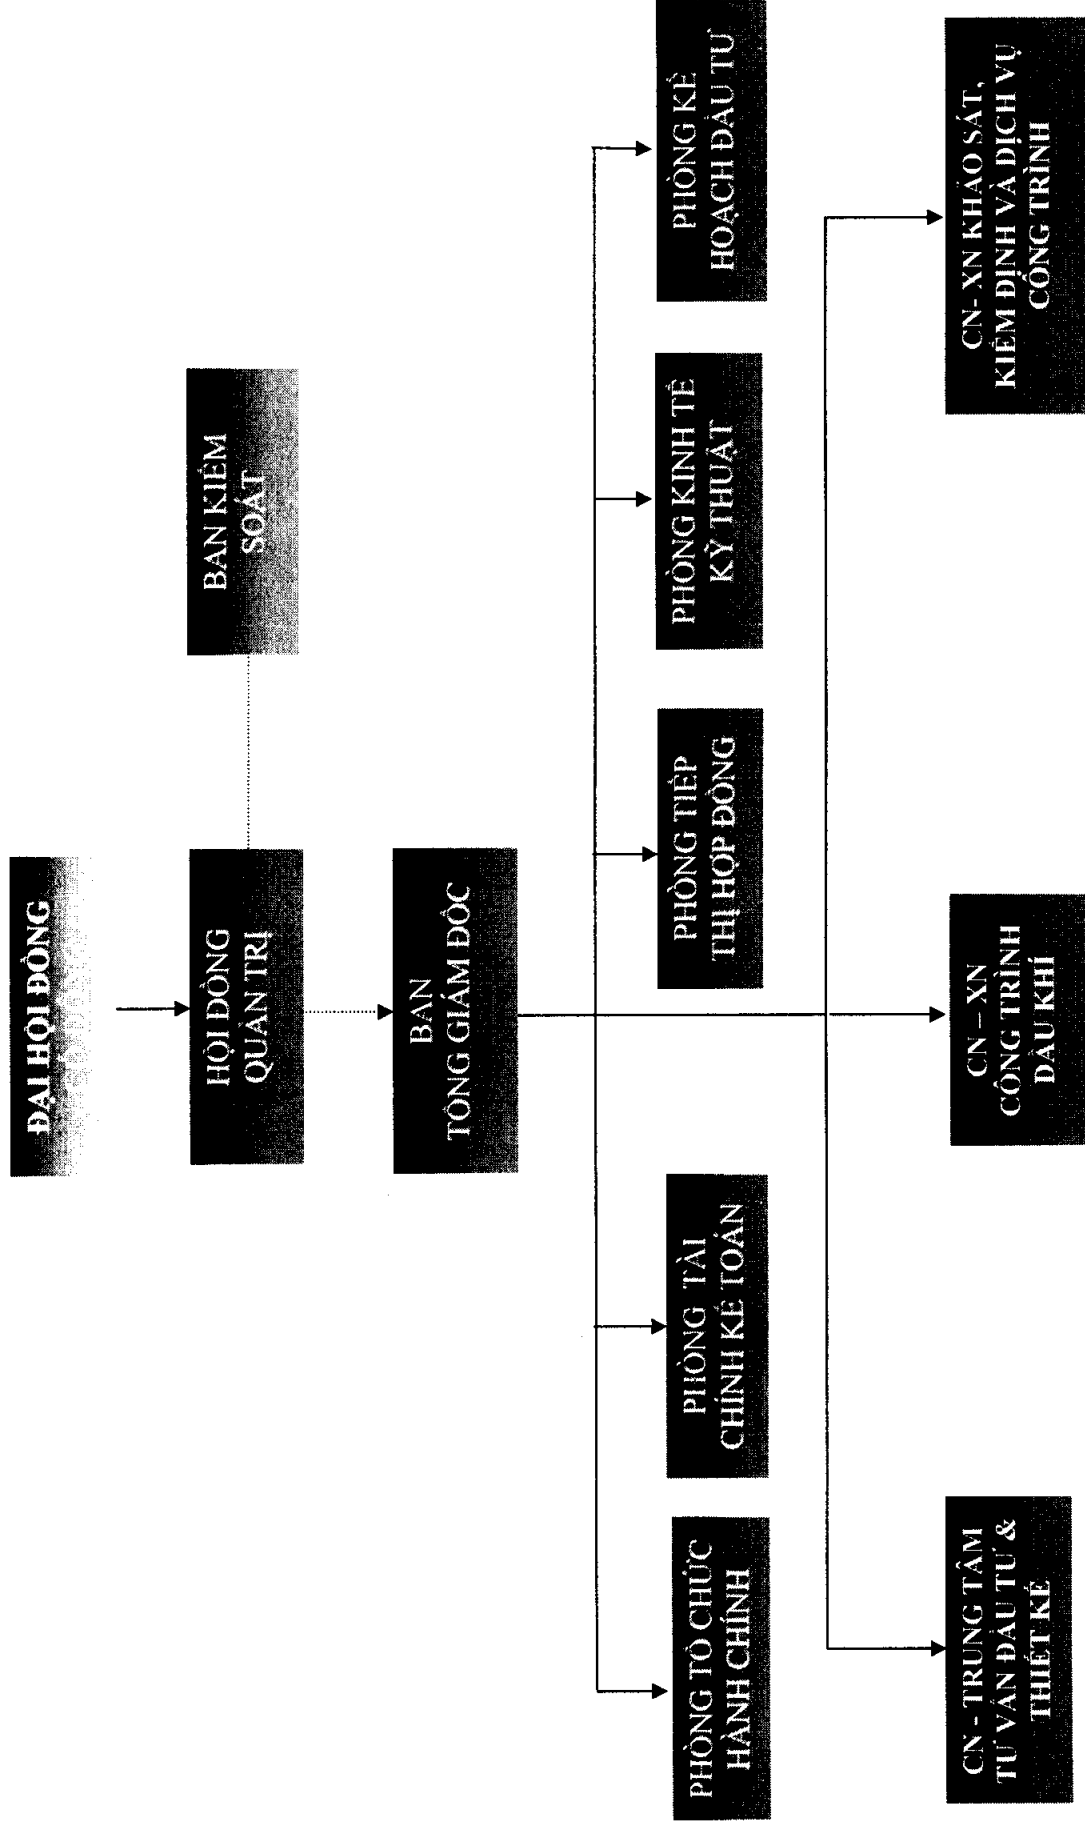 ĐẠI HỘI ĐỒNG
HỘI ĐỒNG
QUẢN TRỊ
BAN KIỂM
SOÁT
BAN
TỔNG GIÁM ĐỐC
PHÒNG TỔ CHỨC
HÀNH CHÍNH
PHÒNG TÀI
CHÍNH KẾ TOÁN
PHÒNG TIẾP
THỊ HỢP ĐỒNG
PHÒNG KINH TẾ
KỸ THUẬT
PHÒNG KẾ
HOẠCH ĐẦU TƯ
CN - TRUNG TÂM
TƯ VẤN ĐẦU TƯ &
THIẾT KẾ
CN – XN
CÔNG TRÌNH
DẦU KHÍ
CN- XN KHẢO SÁT,
KIỂM ĐỊNH VÀ DỊCH VỤ
CÔNG TRÌNH